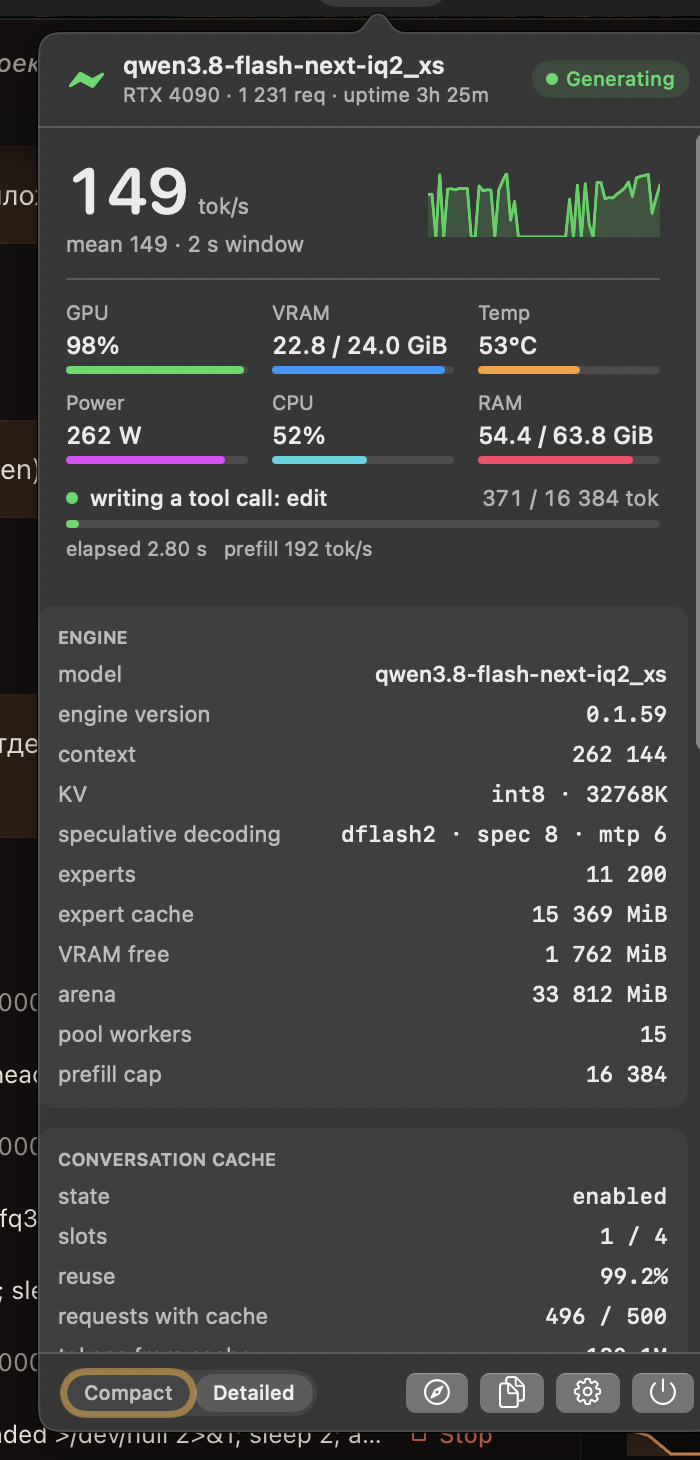 qwen3.8-flash-next-iq2_xs
RTX 4090 · 1 231 req · uptime 3h 25m
Generating
149 tok/s
mean 149 · 2 s window
GPU VRAM Temp
98% 22.8 / 24.0 GiB 53°C
Power CPU RAM
262 W 52% 54.4 / 63.8 GiB
writing a tool call: edit 371 / 16 384 tok
elapsed 2.80 s prefill 192 tok/s
ENGINE
model qwen3.8-flash-next-iq2_xs
engine version 0.1.59
context 262 144
KV int8 · 32768K
speculative decoding dflash2 · spec 8 · mtp 6
experts 11 200
expert cache 15 369 MiB
VRAM free 1 762 MiB
arena 33 812 MiB
pool workers 15
prefill cap 16 384
CONVERSATION CACHE
state enabled
slots 1 / 4
reuse 99.2%
requests with cache 496 / 500
Compact Detailed
>/dev/null 2>&1; sleep 2; a... Stop